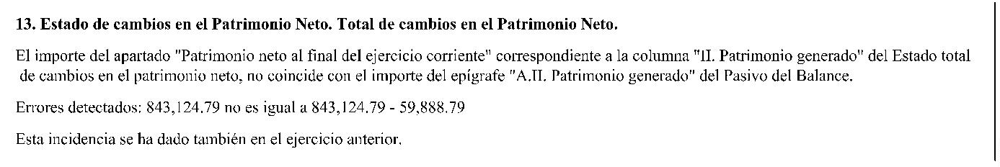 13. Estado de cambios en el Patrimonio Neto. Total de cambios en el Patrimonio Neto.
El importe del apartado "Patrimonio neto al final del ejercicio corriente" correspondiente a la columna "II. Patrimonio generado" del Estado total
de cambios en el patrimonio neto, no coincide con el importe del epígrafe "A.II. Patrimonio generado" del Pasivo del Balance.
Errores detectados: 843,124.79 no es igual a 843,124.79 - 59,888.79
Esta incidencia se ha dado también en el ejercicio anterior.